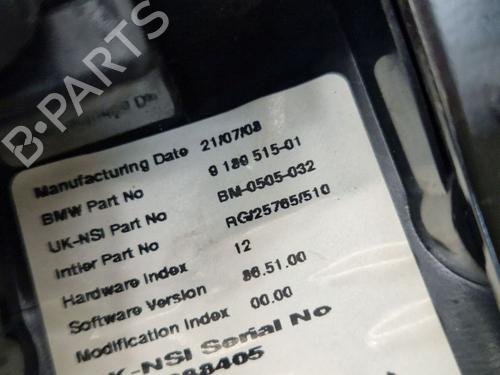 B-PARTS
Manufacturing Date 21/07/08
BMW Part No 9 189 515-01
UK-NSI Part No BM-0505-032
Intier Part No RG/25765/510
Hardware Index 12
Software Version 86.51.00
Modification Index 00.00
K-NSI Serial No
88405